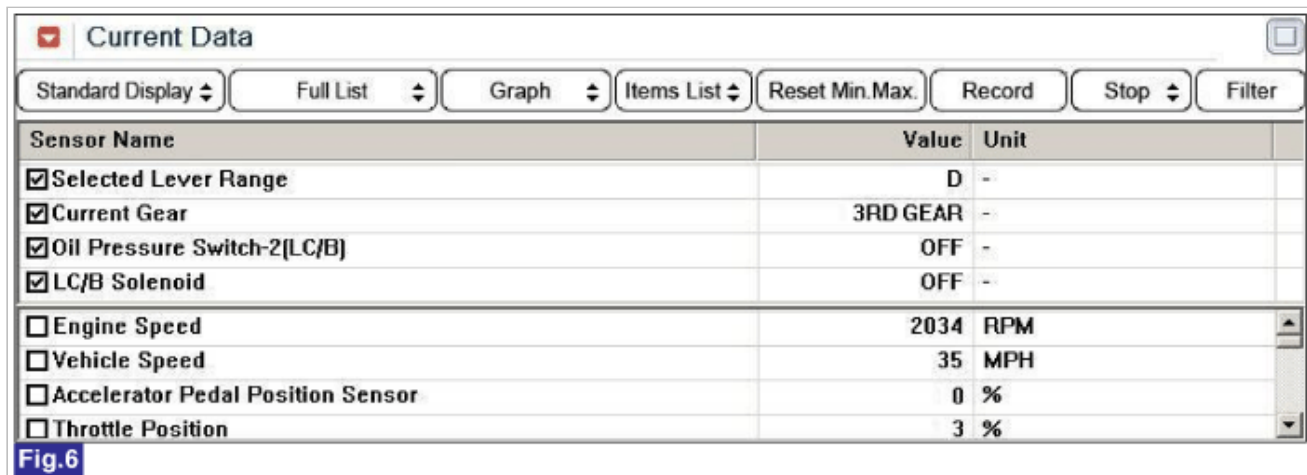 Current Data
Standard Display Full List Graph Items List Reset Min.Max. Record Stop Filter
Sensor Name Value Unit
Selected Lever Range D -
Current Gear 3RD GEAR -
Oil Pressure Switch-2(LC/B) OFF -
LC/B Solenoid OFF -
Engine Speed 2034 RPM
Vehicle Speed 35 MPH
Accelerator Pedal Position Sensor 0 %
Throttle Position 3 %
Fig.6